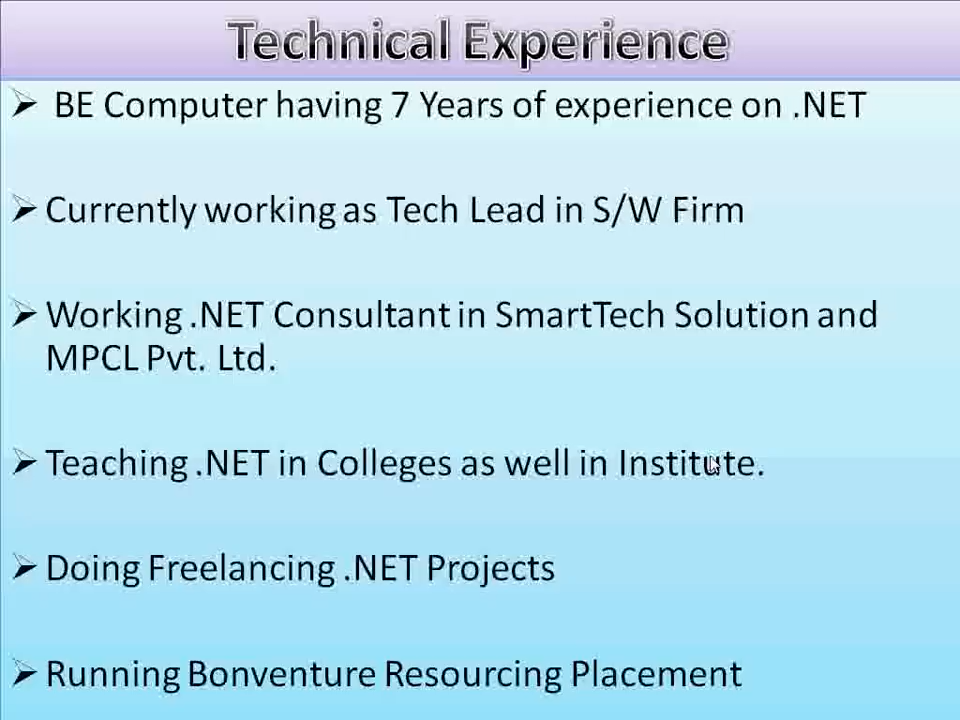 Technical Experience
➢ BE Computer having 7 Years of experience on .NET
➢ Currently working as Tech Lead in S/W Firm
➢ Working .NET Consultant in SmartTech Solution and
MPCL Pvt. Ltd.
➢ Teaching .NET in Colleges as well in Institute.
➢ Doing Freelancing .NET Projects
➢ Running Bonventure Resourcing Placement